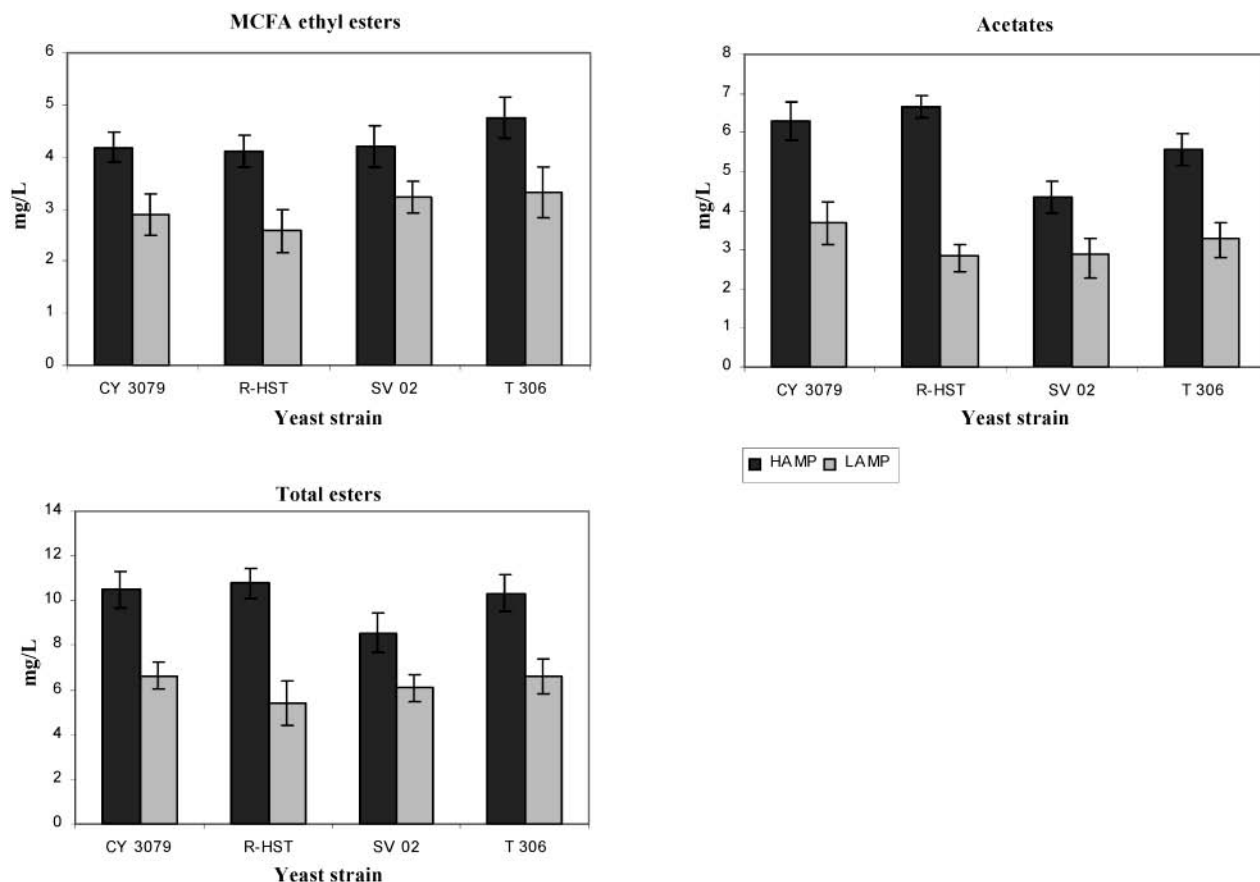 MCFA ethyl esters
6
5
4
3
2
1
0
mg/L
CY 3079 R-HST SV 02 T 306
Yeast strain
Acetates
8
7
6
5
4
3
2
1
0
mg/L
CY 3079 R-HST SV 02 T 306
Yeast strain
HAMP LAMP
Total esters
14
12
10
8
6
4
2
0
mg/L
CY 3079 R-HST SV 02 T 306
Yeast strain